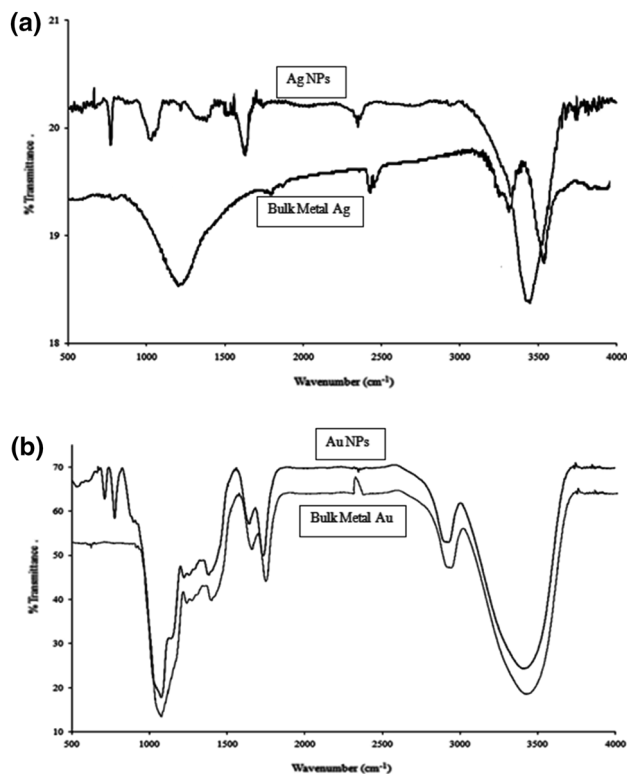 (a)
21
20
19
18
% Transmittance .
Ag NPs
Bulk Metal Ag
500 1000 1500 2000 2500 3000 3500 4000
Wavenumber (cm-1)
(b)
70
60
50
40
30
20
10
% Transmittance .
Au NPs
Bulk Metal Au
500 1000 1500 2000 2500 3000 3500 4000
Wavenumber (cm-1)